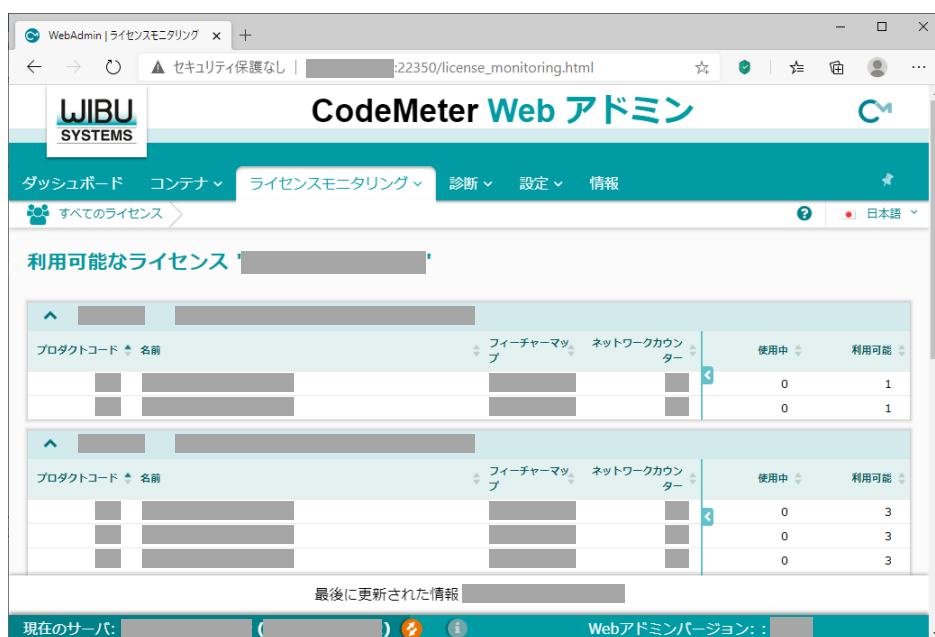 WebAdmin | ライセンスモニタリング
セキュリティ保護なし | :22350/license_monitoring.html
WIBU
SYSTEMS
CodeMeter Web アドミン
ダッシュボード コンテナ ライセンスモニタリング 診断 設定 情報
すべてのライセンス
日本語
利用可能なライセンス ' '
プロダクトコード 名前 フィーチャーマップ ネットワークカウンター 使用中 利用可能
0 1
0 1
プロダクトコード 名前 フィーチャーマップ ネットワークカウンター 使用中 利用可能
0 3
0 3
0 3
最後に更新された情報
現在のサーバ: ( ) Webアドミンバージョン: :